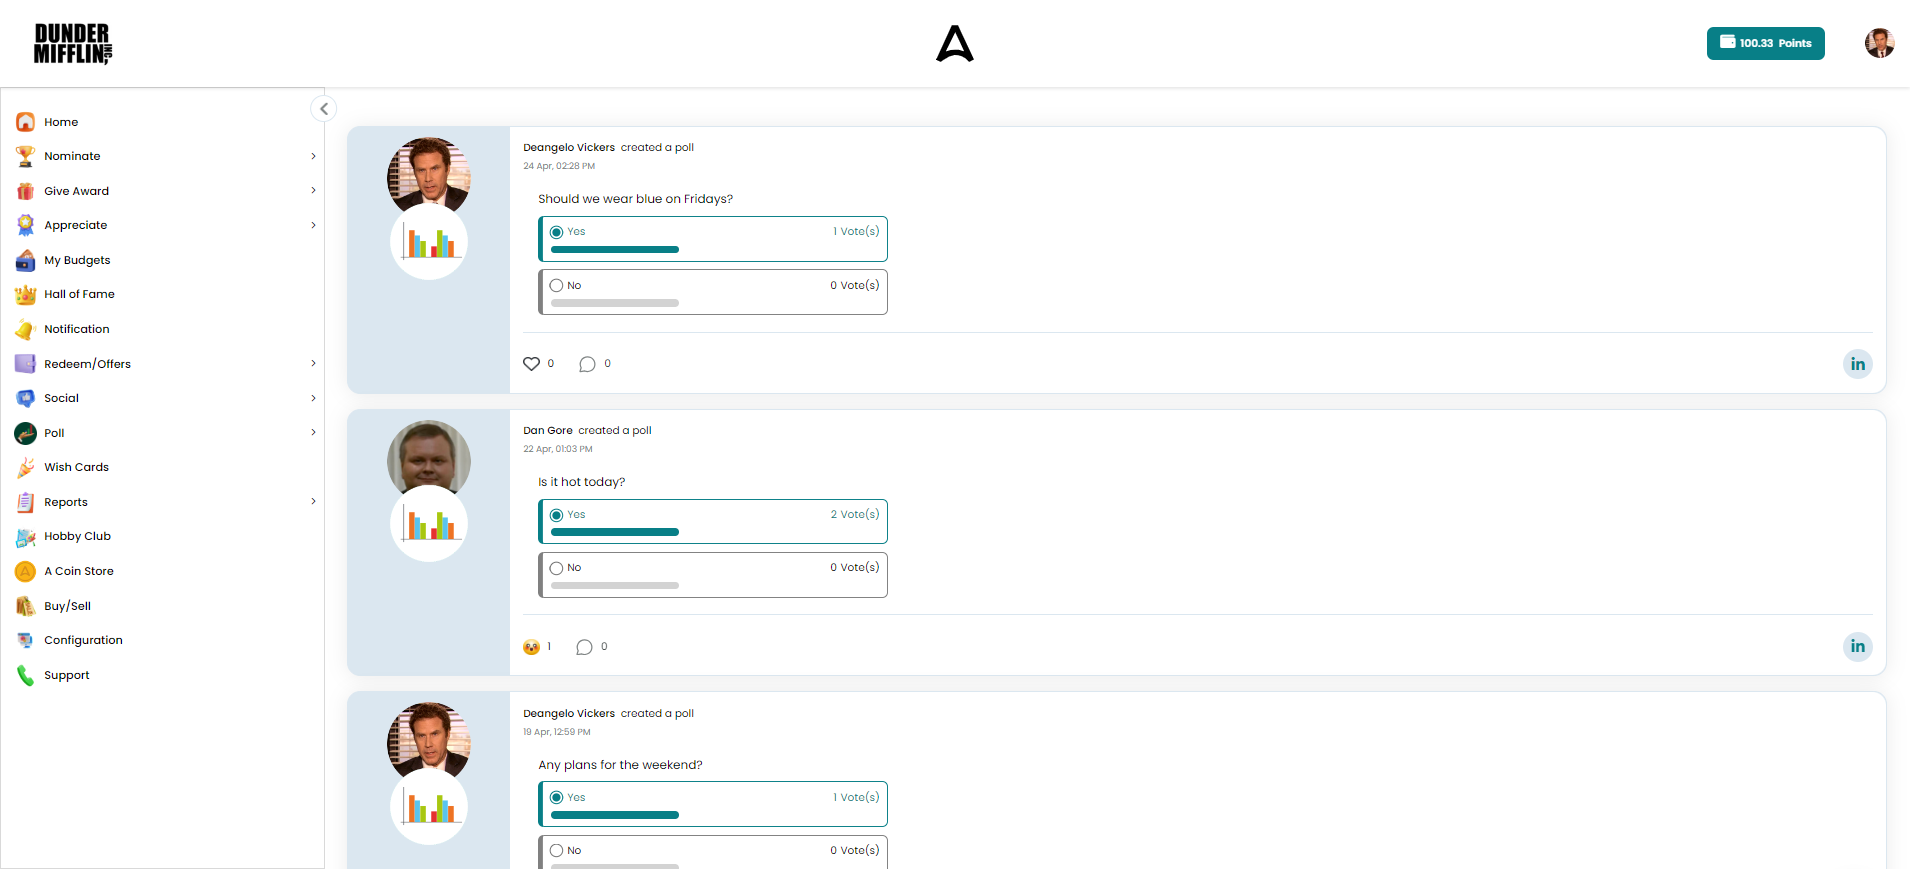 DUNDER
MIFFLIN, INC
100.33 Points
Home
Nominate
Give Award
Appreciate
My Budgets
Hall of Fame
Notification
Redeem/Offers
Social
Poll
Wish Cards
Reports
Hobby Club
A Coin Store
Buy/Sell
Configuration
Support
Deangelo Vickers created a poll
24 Apr, 02:28 PM
Should we wear blue on Fridays?
Yes 1 Vote(s)
No 0 Vote(s)
0 0
in
Dan Gore created a poll
22 Apr, 01:03 PM
Is it hot today?
Yes 2 Vote(s)
No 0 Vote(s)
1 0
in
Deangelo Vickers created a poll
19 Apr, 12:59 PM
Any plans for the weekend?
Yes 1 Vote(s)
No 0 Vote(s)